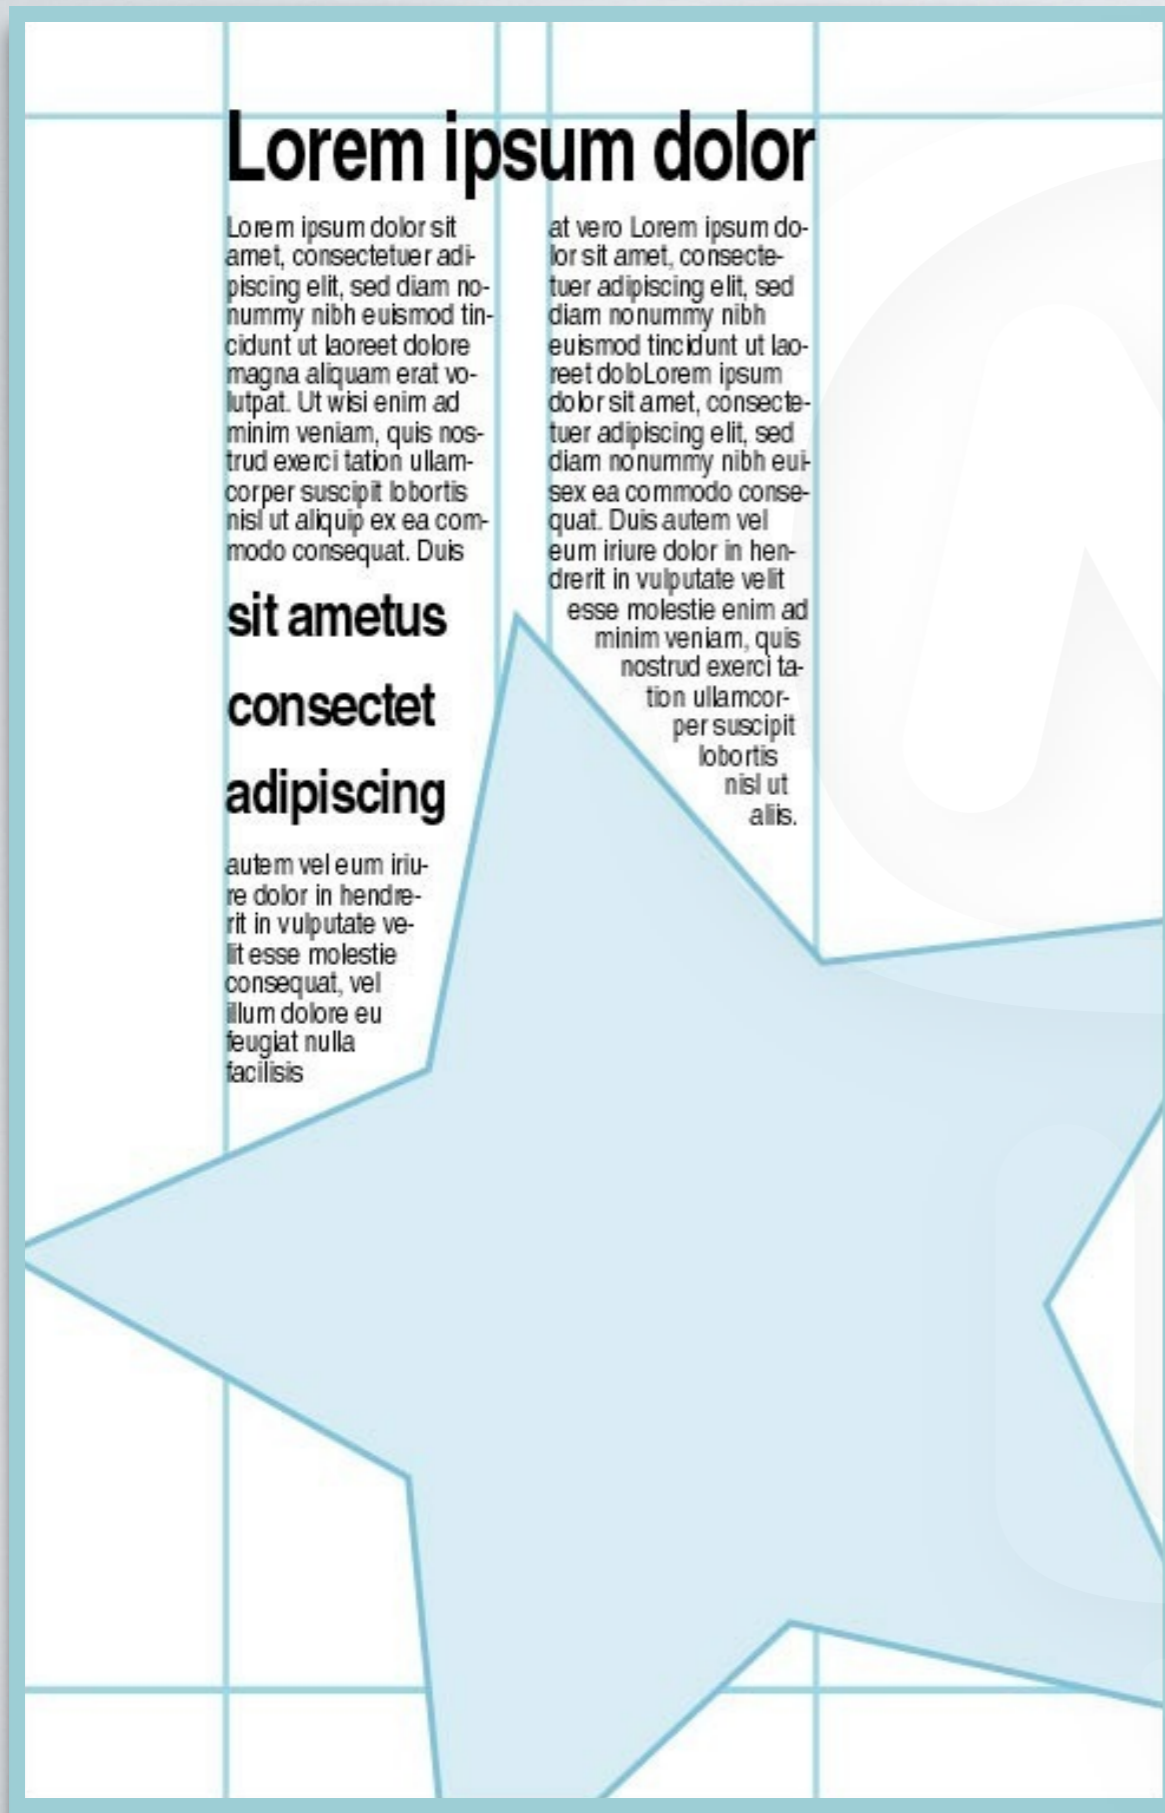 Lorem ipsum dolor
Lorem ipsum dolor sit
amet, consectetuer adi-
piscing elit, sed diam no-
nummy nibh euismod tin-
cidunt ut laoreet dolore
magna aliquam erat vo-
lutpat. Ut wisi enim ad
minim veniam, quis nos-
trud exerci tation ullam-
corper suscipit lobortis
nisl ut aliquip ex ea com-
modo consequat. Duis
sit ametus
consectet
adipiscing
autem vel eum iriu-
re dolor in hendre-
rit in vulputate ve-
lit esse molestie
consequat, vel
illum dolore eu
feugiat nulla
facilisis
at vero Lorem ipsum do-
lor sit amet, consecte-
tuer adipiscing elit, sed
diam nonummy nibh
euismod tincidunt ut lao-
reet dolbLorem ipsum
dolor sit amet, consecte-
tuer adipiscing elit, sed
diam nonummy nibh eui-
sex ea commodo conse-
quat. Duis autem vel
eum iriure dolor in hen-
drerit in vulputate velit
esse molestie enim ad
minim veniam, quis
nostrud exerci ta-
tion ullamcor-
per suscipit
lobortis
nisl ut
aliis.